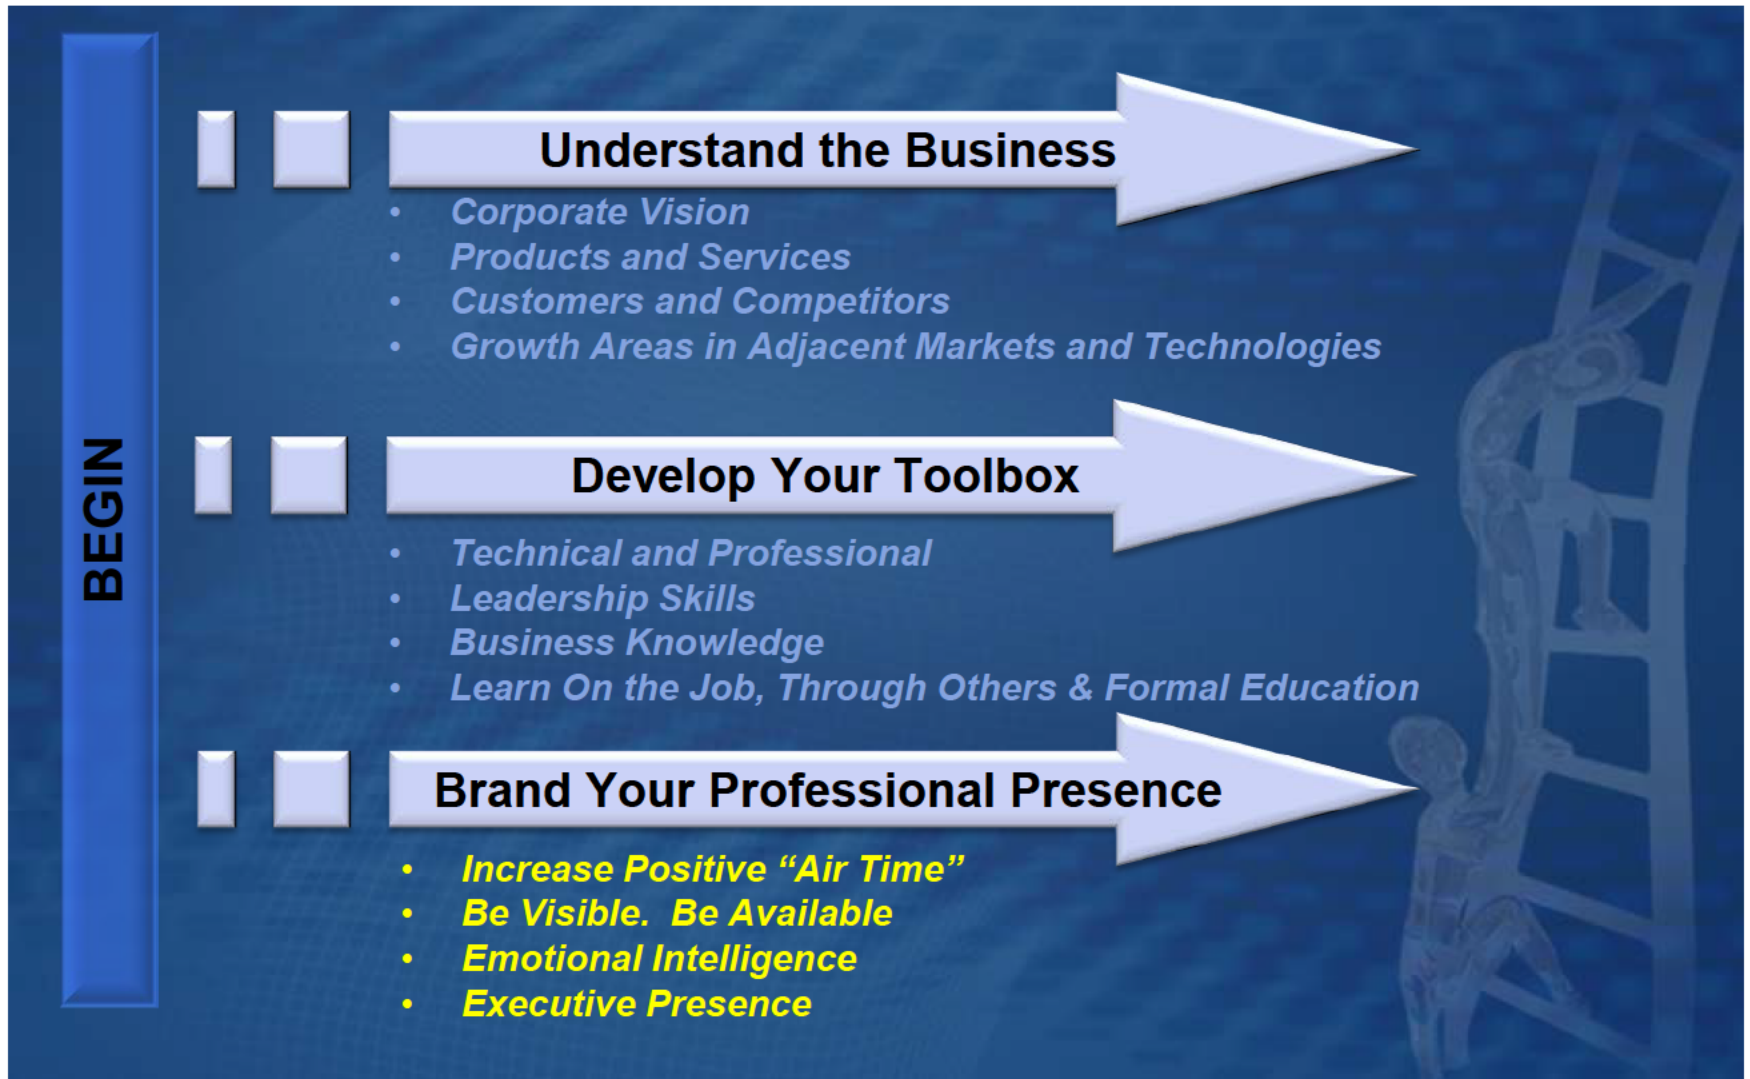 BEGIN
Understand the Business
• Corporate Vision
• Products and Services
• Customers and Competitors
• Growth Areas in Adjacent Markets and Technologies
Develop Your Toolbox
• Technical and Professional
• Leadership Skills
• Business Knowledge
• Learn On the Job, Through Others & Formal Education
Brand Your Professional Presence
• Increase Positive “Air Time”
• Be Visible.  Be Available
• Emotional Intelligence
• Executive Presence